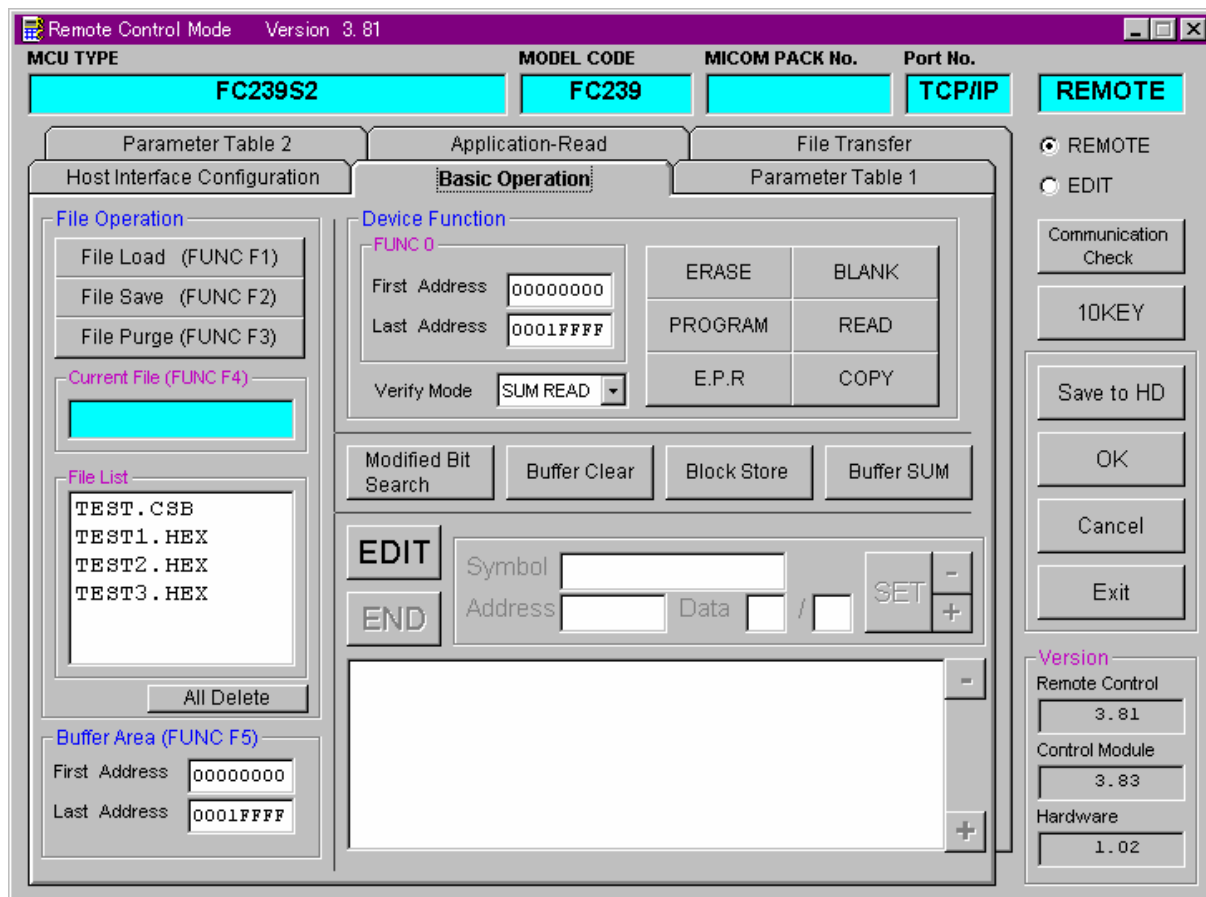 Remote Control Mode Version 3. 81
MCU TYPE
MODEL CODE
MICOM PACK No.
Port No.
FC239S2
FC239
TCP/IP
REMOTE
Parameter Table 2
Application-Read
File Transfer
Host Interface Configuration
Basic Operation
Parameter Table 1
REMOTE
EDIT
File Operation
File Load (FUNC F1)
File Save (FUNC F2)
File Purge (FUNC F3)
Current File (FUNC F4)
File List
TEST.CSB
TEST1.HEX
TEST2.HEX
TEST3.HEX
All Delete
Buffer Area (FUNC F5)
First Address 00000000
Last Address 0001FFFF
Device Function
FUNC 0
First Address 00000000
Last Address 0001FFFF
Verify Mode SUM READ
ERASE
BLANK
PROGRAM
READ
E.P.R
COPY
Modified Bit
Search
Buffer Clear
Block Store
Buffer SUM
EDIT
END
Symbol
Address
Data /
SET
-
+
-
+
Communication
Check
10KEY
Save to HD
OK
Cancel
Exit
Version
Remote Control
3.81
Control Module
3.83
Hardware
1.02